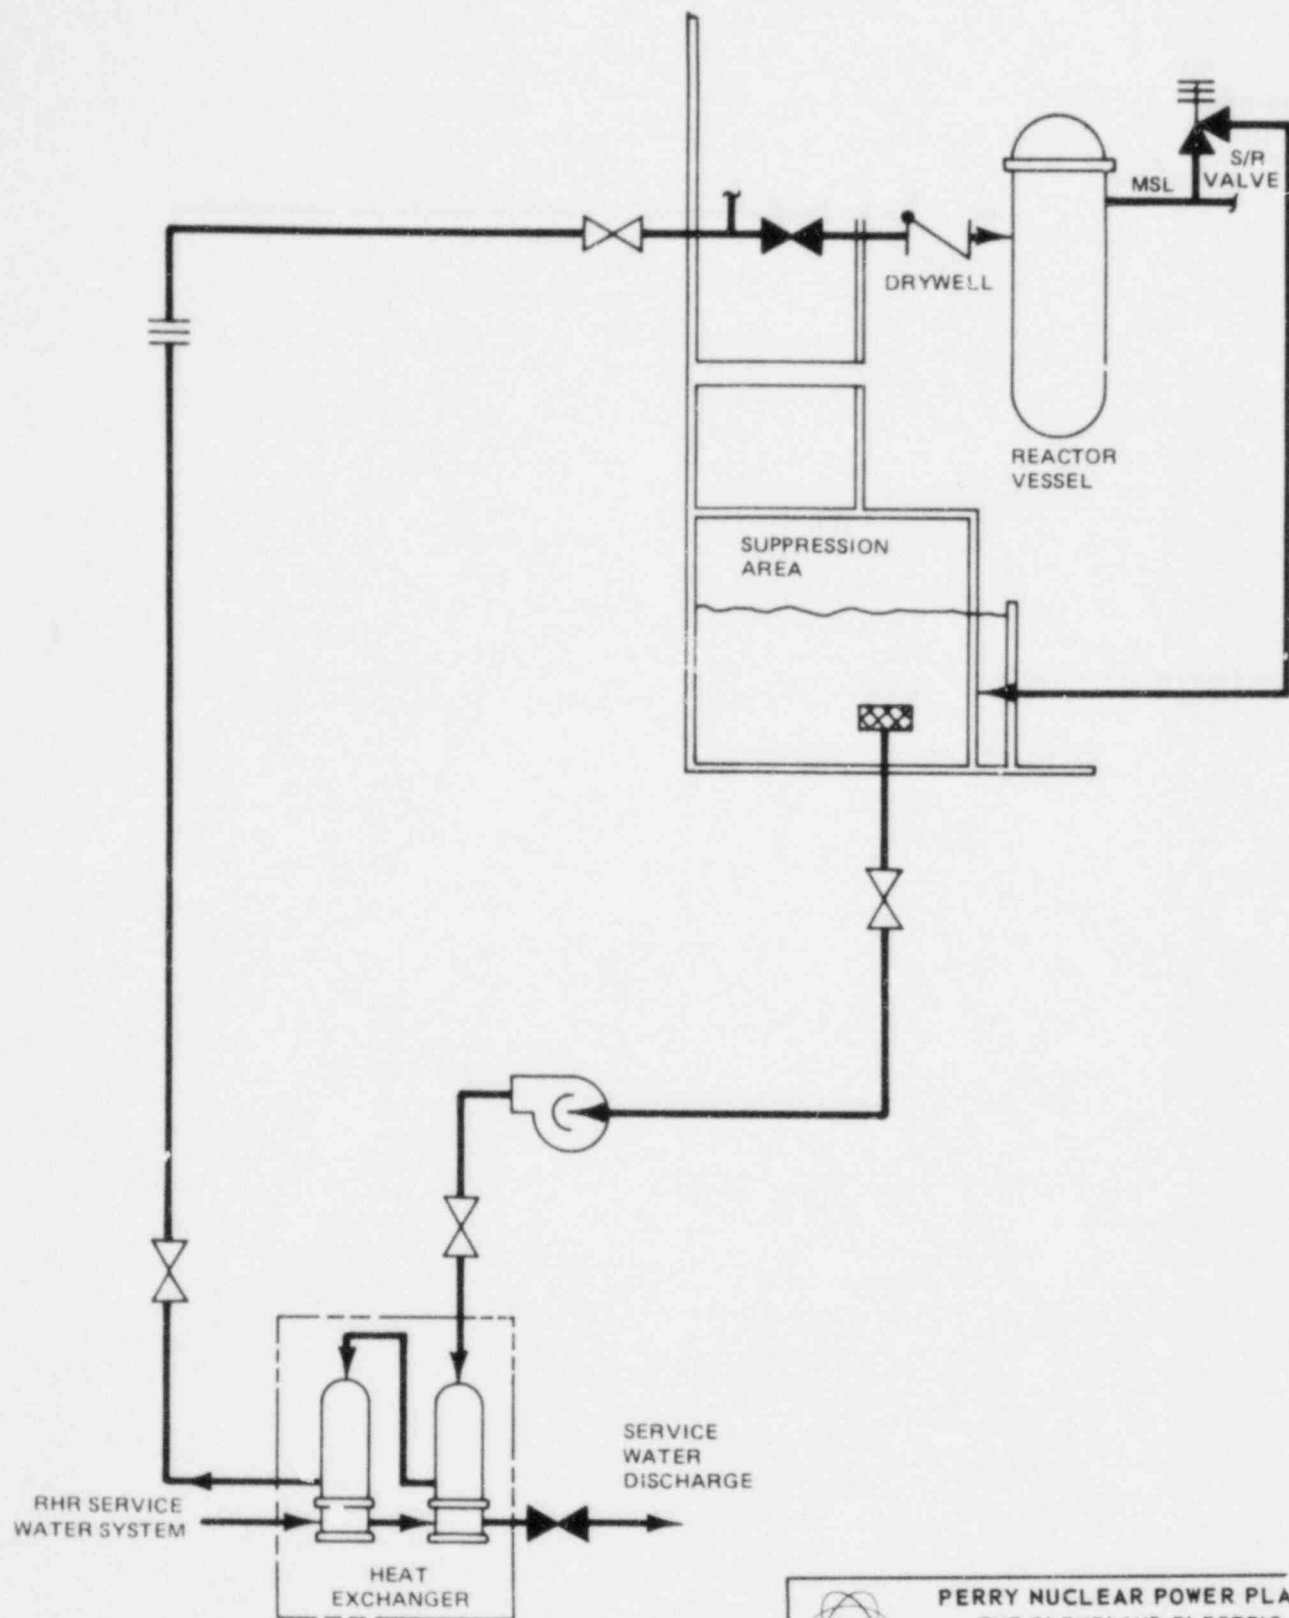 S/R
VALVE
MSL
DRYWELL
REACTOR
VESSEL
SUPPRESSION
AREA
SERVICE
WATER
DISCHARGE
RHR SERVICE
WATER SYSTEM
HEAT
EXCHANGER
PERRY NUCLEAR POWER PLA